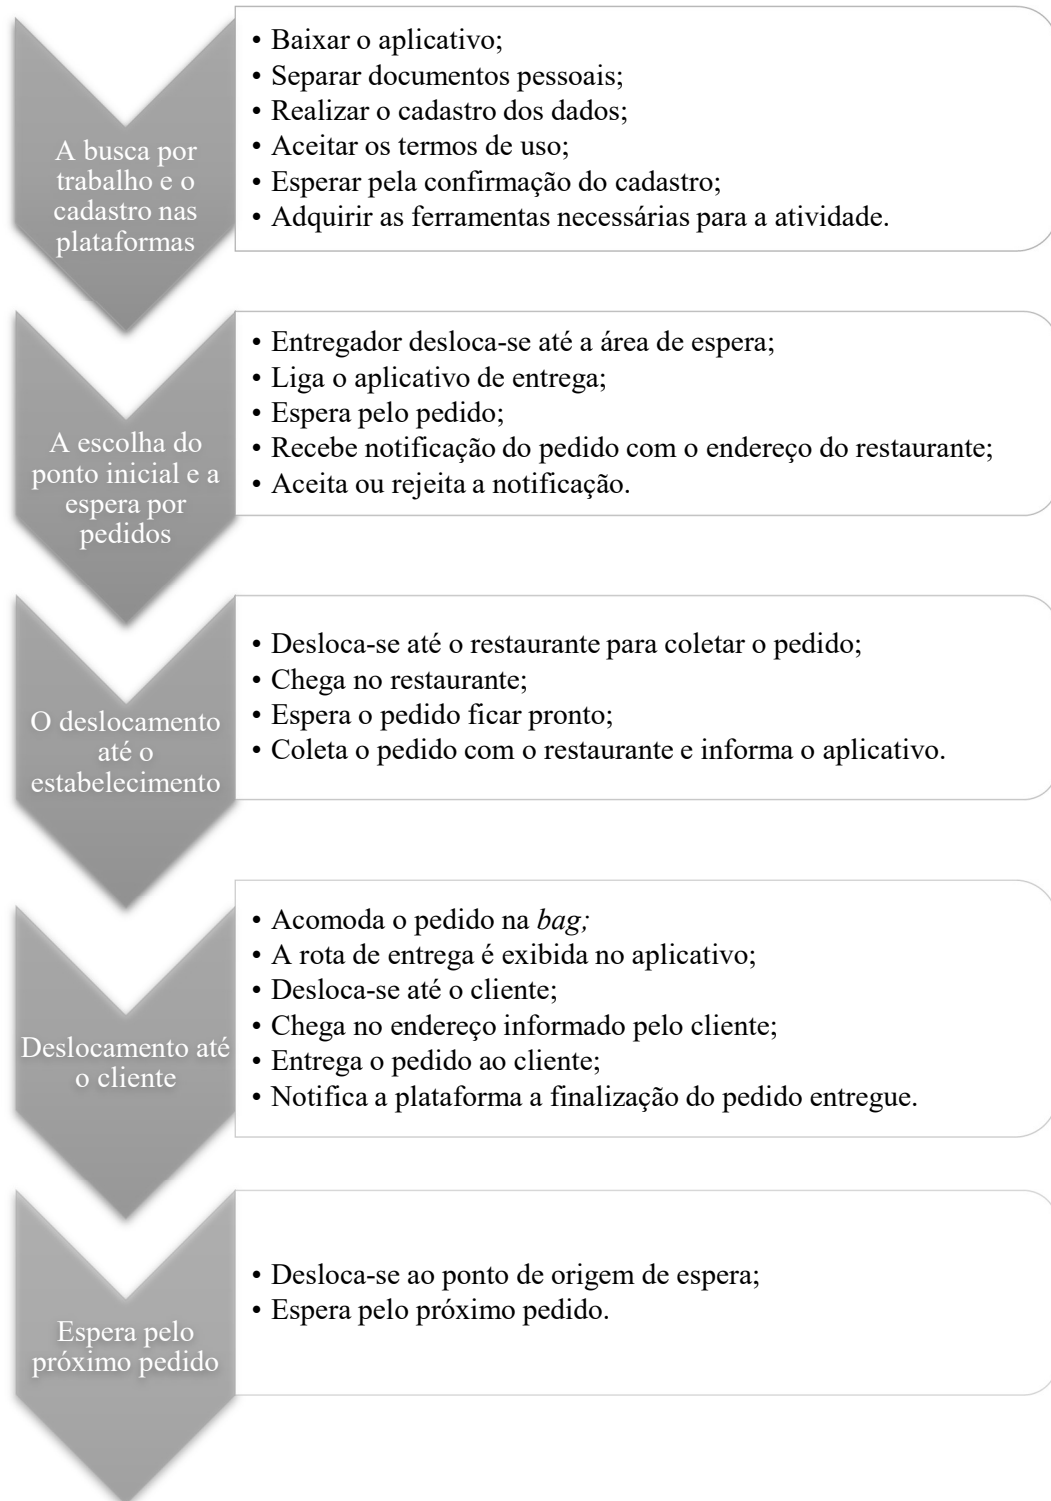 A busca por
trabalho e o
cadastro nas
plataformas
• Baixar o aplicativo;
• Separar documentos pessoais;
• Realizar o cadastro dos dados;
• Aceitar os termos de uso;
• Esperar pela confirmação do cadastro;
• Adquirir as ferramentas necessárias para a atividade.
A escolha do
ponto inicial e a
espera por
pedidos
• Entregador desloca-se até a área de espera;
• Liga o aplicativo de entrega;
• Espera pelo pedido;
• Recebe notificação do pedido com o endereço do restaurante;
• Aceita ou rejeita a notificação.
O deslocamento
até o
estabelecimento
• Desloca-se até o restaurante para coletar o pedido;
• Chega no restaurante;
• Espera o pedido ficar pronto;
• Coleta o pedido com o restaurante e informa o aplicativo.
Deslocamento até
o cliente
• Acomoda o pedido na bag;
• A rota de entrega é exibida no aplicativo;
• Desloca-se até o cliente;
• Chega no endereço informado pelo cliente;
• Entrega o pedido ao cliente;
• Notifica a plataforma a finalização do pedido entregue.
Espera pelo
próximo pedido
• Desloca-se ao ponto de origem de espera;
• Espera pelo próximo pedido.